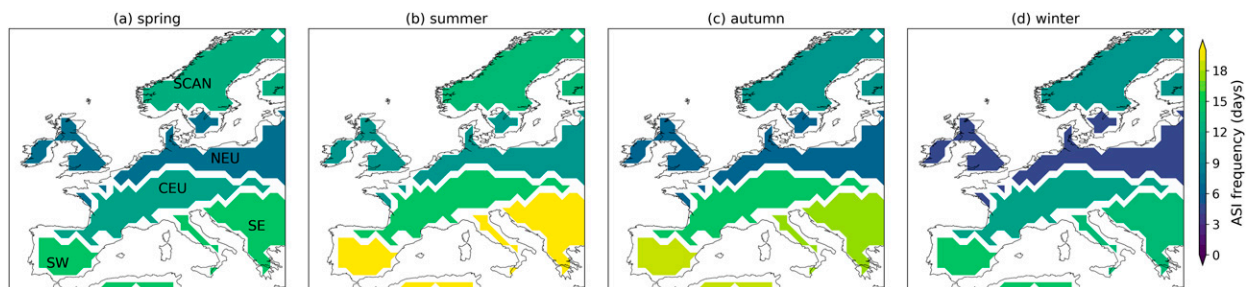 (a) spring
(b) summer
(c) autumn
(d) winter
SCAN
NEU
CEU
SE
SW
18
15
12
9
6
3
0
ASI frequency (days)